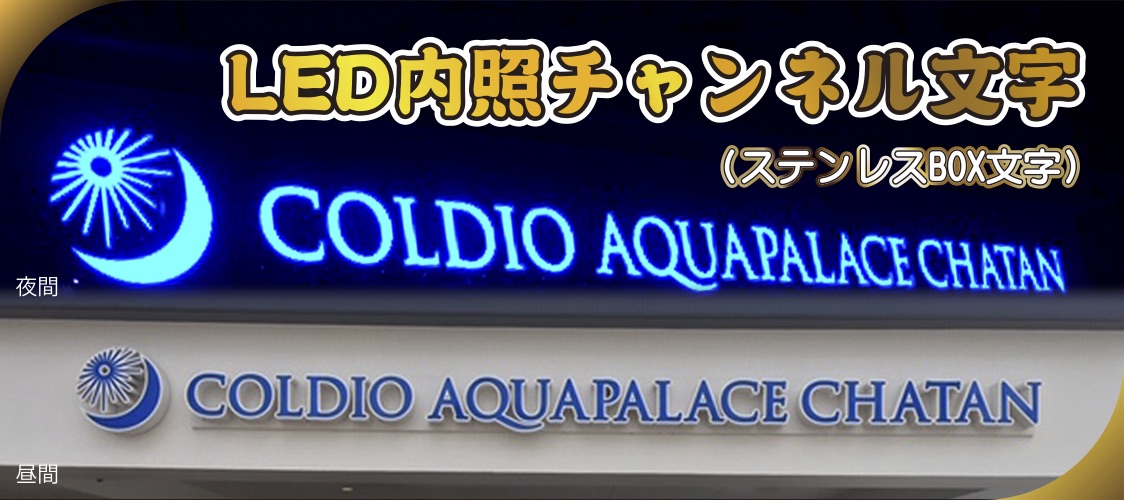 LED内照チャンネル文字
(ステンレスBOX文字)
COLDIO AQUAPALACE CHATAN
夜間
COLDIO AQUAPALACE CHATAN
昼間